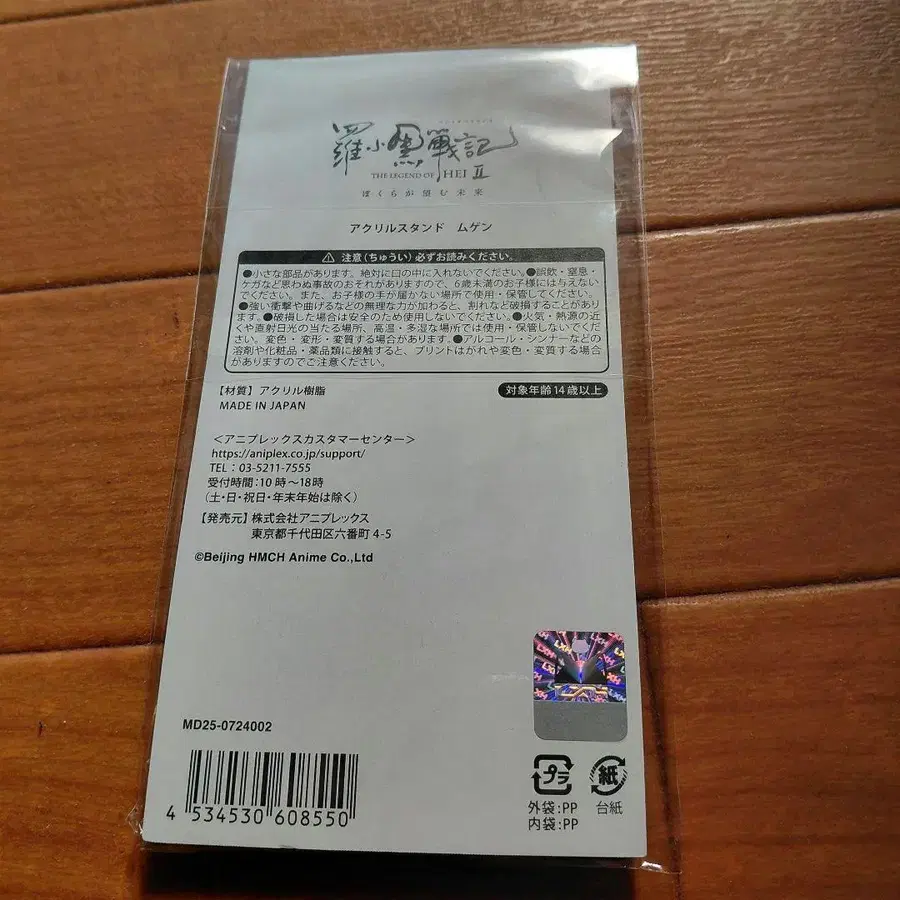 羅小黒戦記
THE LEGEND OF HEI II
ぼくらが望む未来
アクリルスタンド ムゲン
⚠ 注意(ちゅうい)必ずお読みください。
●小さな部品があります。絶対に口の中に入れないでください。●誤飲・窒息・
ケガなど思わぬ事故のおそれがありますので、6歳未満のお子様には与えない
でください。また、お子様の手が届かない場所で使用・保管してください。
●強い衝撃や曲げるなどの無理な力が加わると、割れなど破損することがあり
ます。●破損した場合は安全のため使用しないでください。●火気・熱源の近
くや直射日光の当たる場所、高温・多湿な場所では使用・保管しないでくださ
い。変色・変形・変質する場合があります。●アルコール・シンナーなどの
溶剤や化粧品・薬品類に接触すると、プリントはがれや変色・変質する場合
がありますのでご注意ください。
【材質】アクリル樹脂
対象年齢14歳以上
MADE IN JAPAN
<アニプレックスカスタマーセンター>
https://aniplex.co.jp/support/
TEL:03-5211-7555
受付時間:10時〜18時
(土・日・祝日・年末年始は除く)
【発売元】株式会社アニプレックス
東京都千代田区六番町 4-5
©Beijing HMCH Anime Co.,Ltd
LXH
MD25-0724002
4 534530 608550
プラ
紙
外袋:PP
台紙
内袋:PP